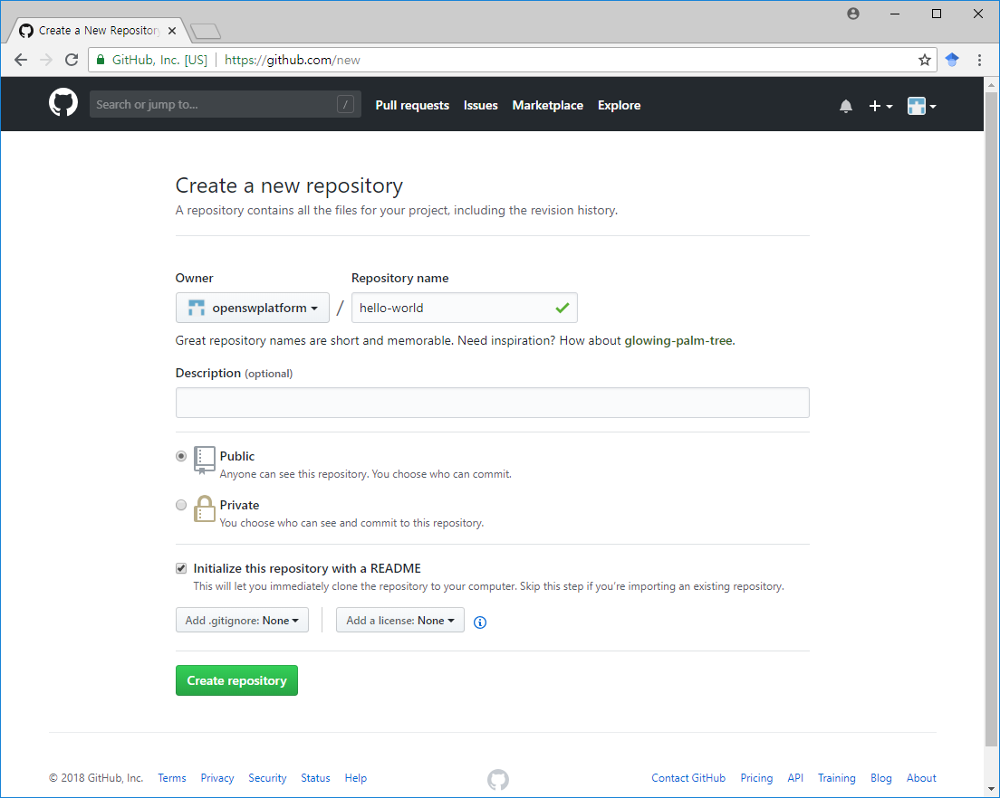 Create a New Repository
GitHub, Inc. [US] https://github.com/new
Search or jump to... / Pull requests Issues Marketplace Explore
Create a new repository
A repository contains all the files for your project, including the revision history.
Owner Repository name
openswplatform / hello-world
Great repository names are short and memorable. Need inspiration? How about glowing-palm-tree.
Description (optional)
Public
Anyone can see this repository. You choose who can commit.
Private
You choose who can see and commit to this repository.
Initialize this repository with a README
This will let you immediately clone the repository to your computer. Skip this step if you’re importing an existing repository.
Add .gitignore: None Add a license: None
Create repository
© 2018 GitHub, Inc. Terms Privacy Security Status Help Contact GitHub Pricing API Training Blog About